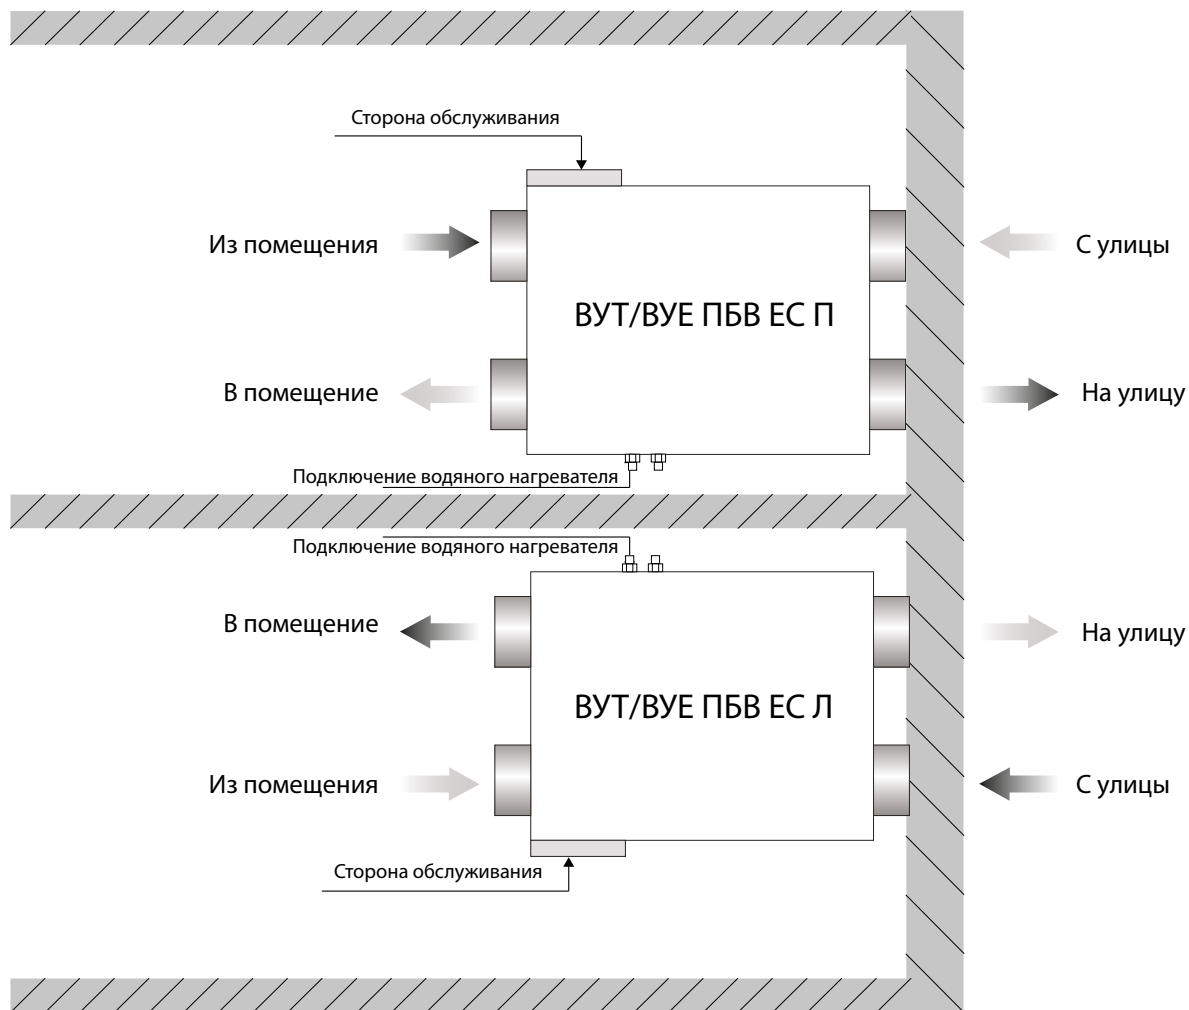 Сторона обслуживания
Из помещения
С улицы
ВУТ/ВУЕ ПБВ ЕС П
В помещение
На улицу
Подключение водяного нагревателя
Подключение водяного нагревателя
В помещение
На улицу
ВУТ/ВУЕ ПБВ ЕС Л
Из помещения
С улицы
Сторона обслуживания